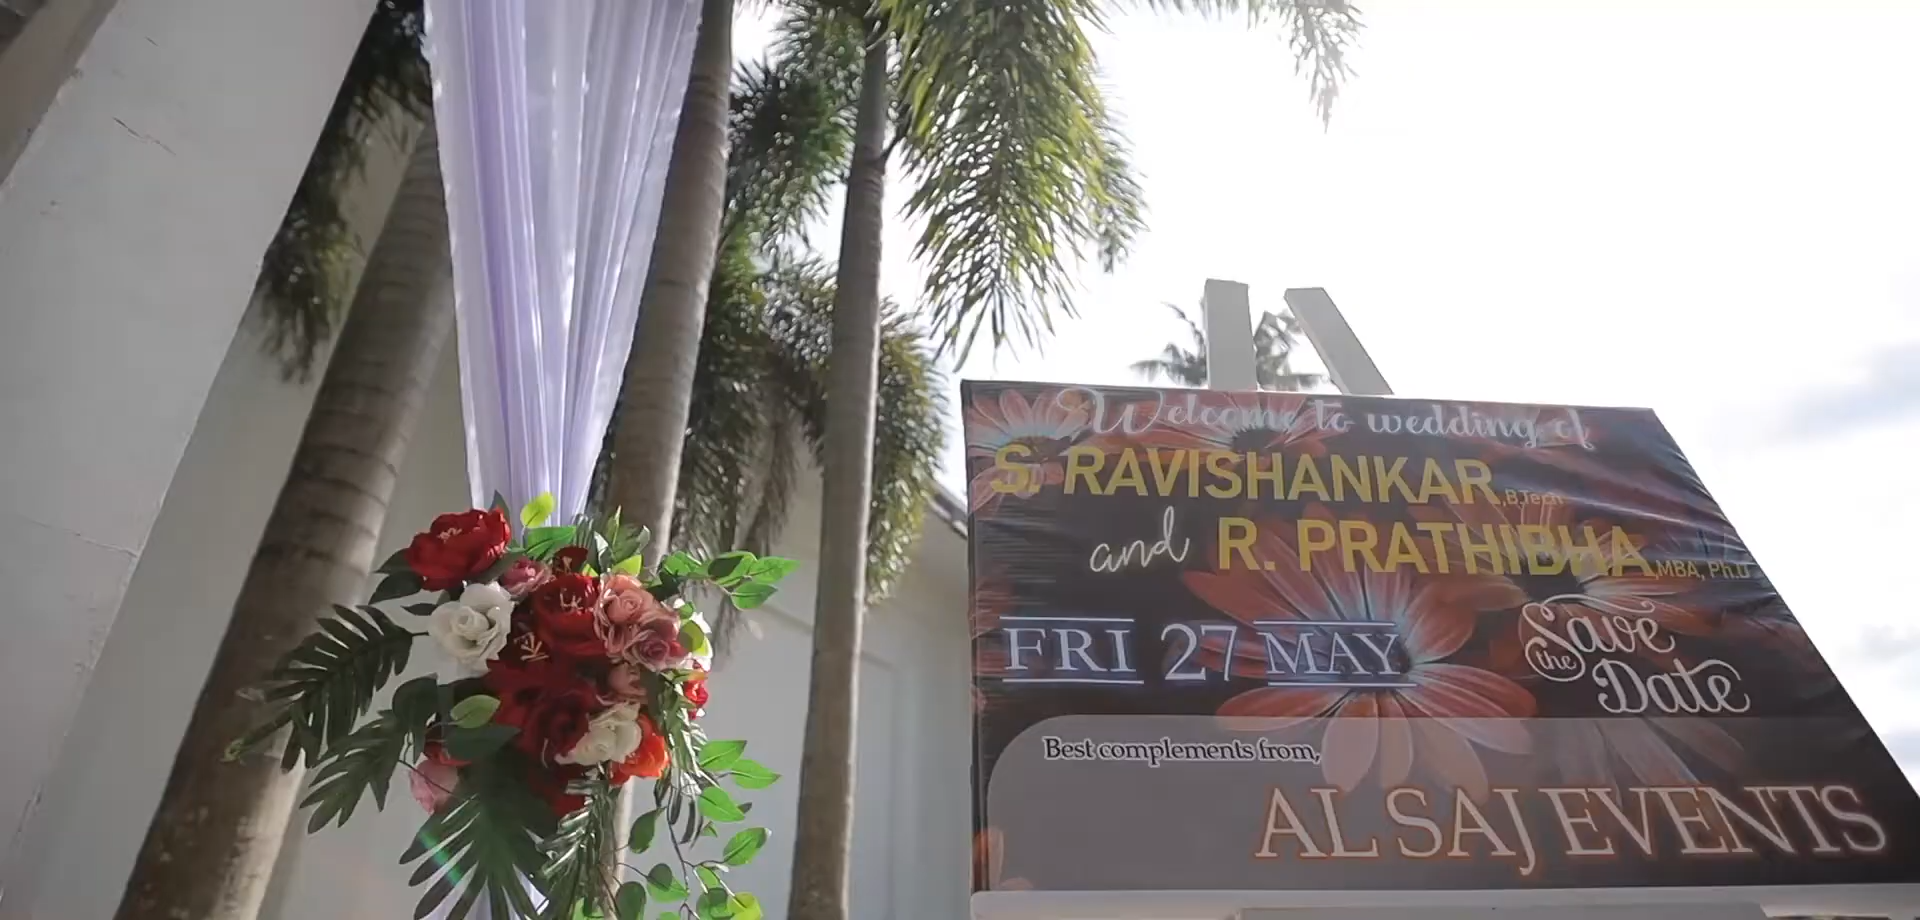 Welcome to wedding of
S. RAVISHANKAR,B.Tech
and R. PRATHIBHA,MBA, Ph.D
FRI 27 MAY
Save
the
Date
Best complements from,
AL SAJ EVENTS